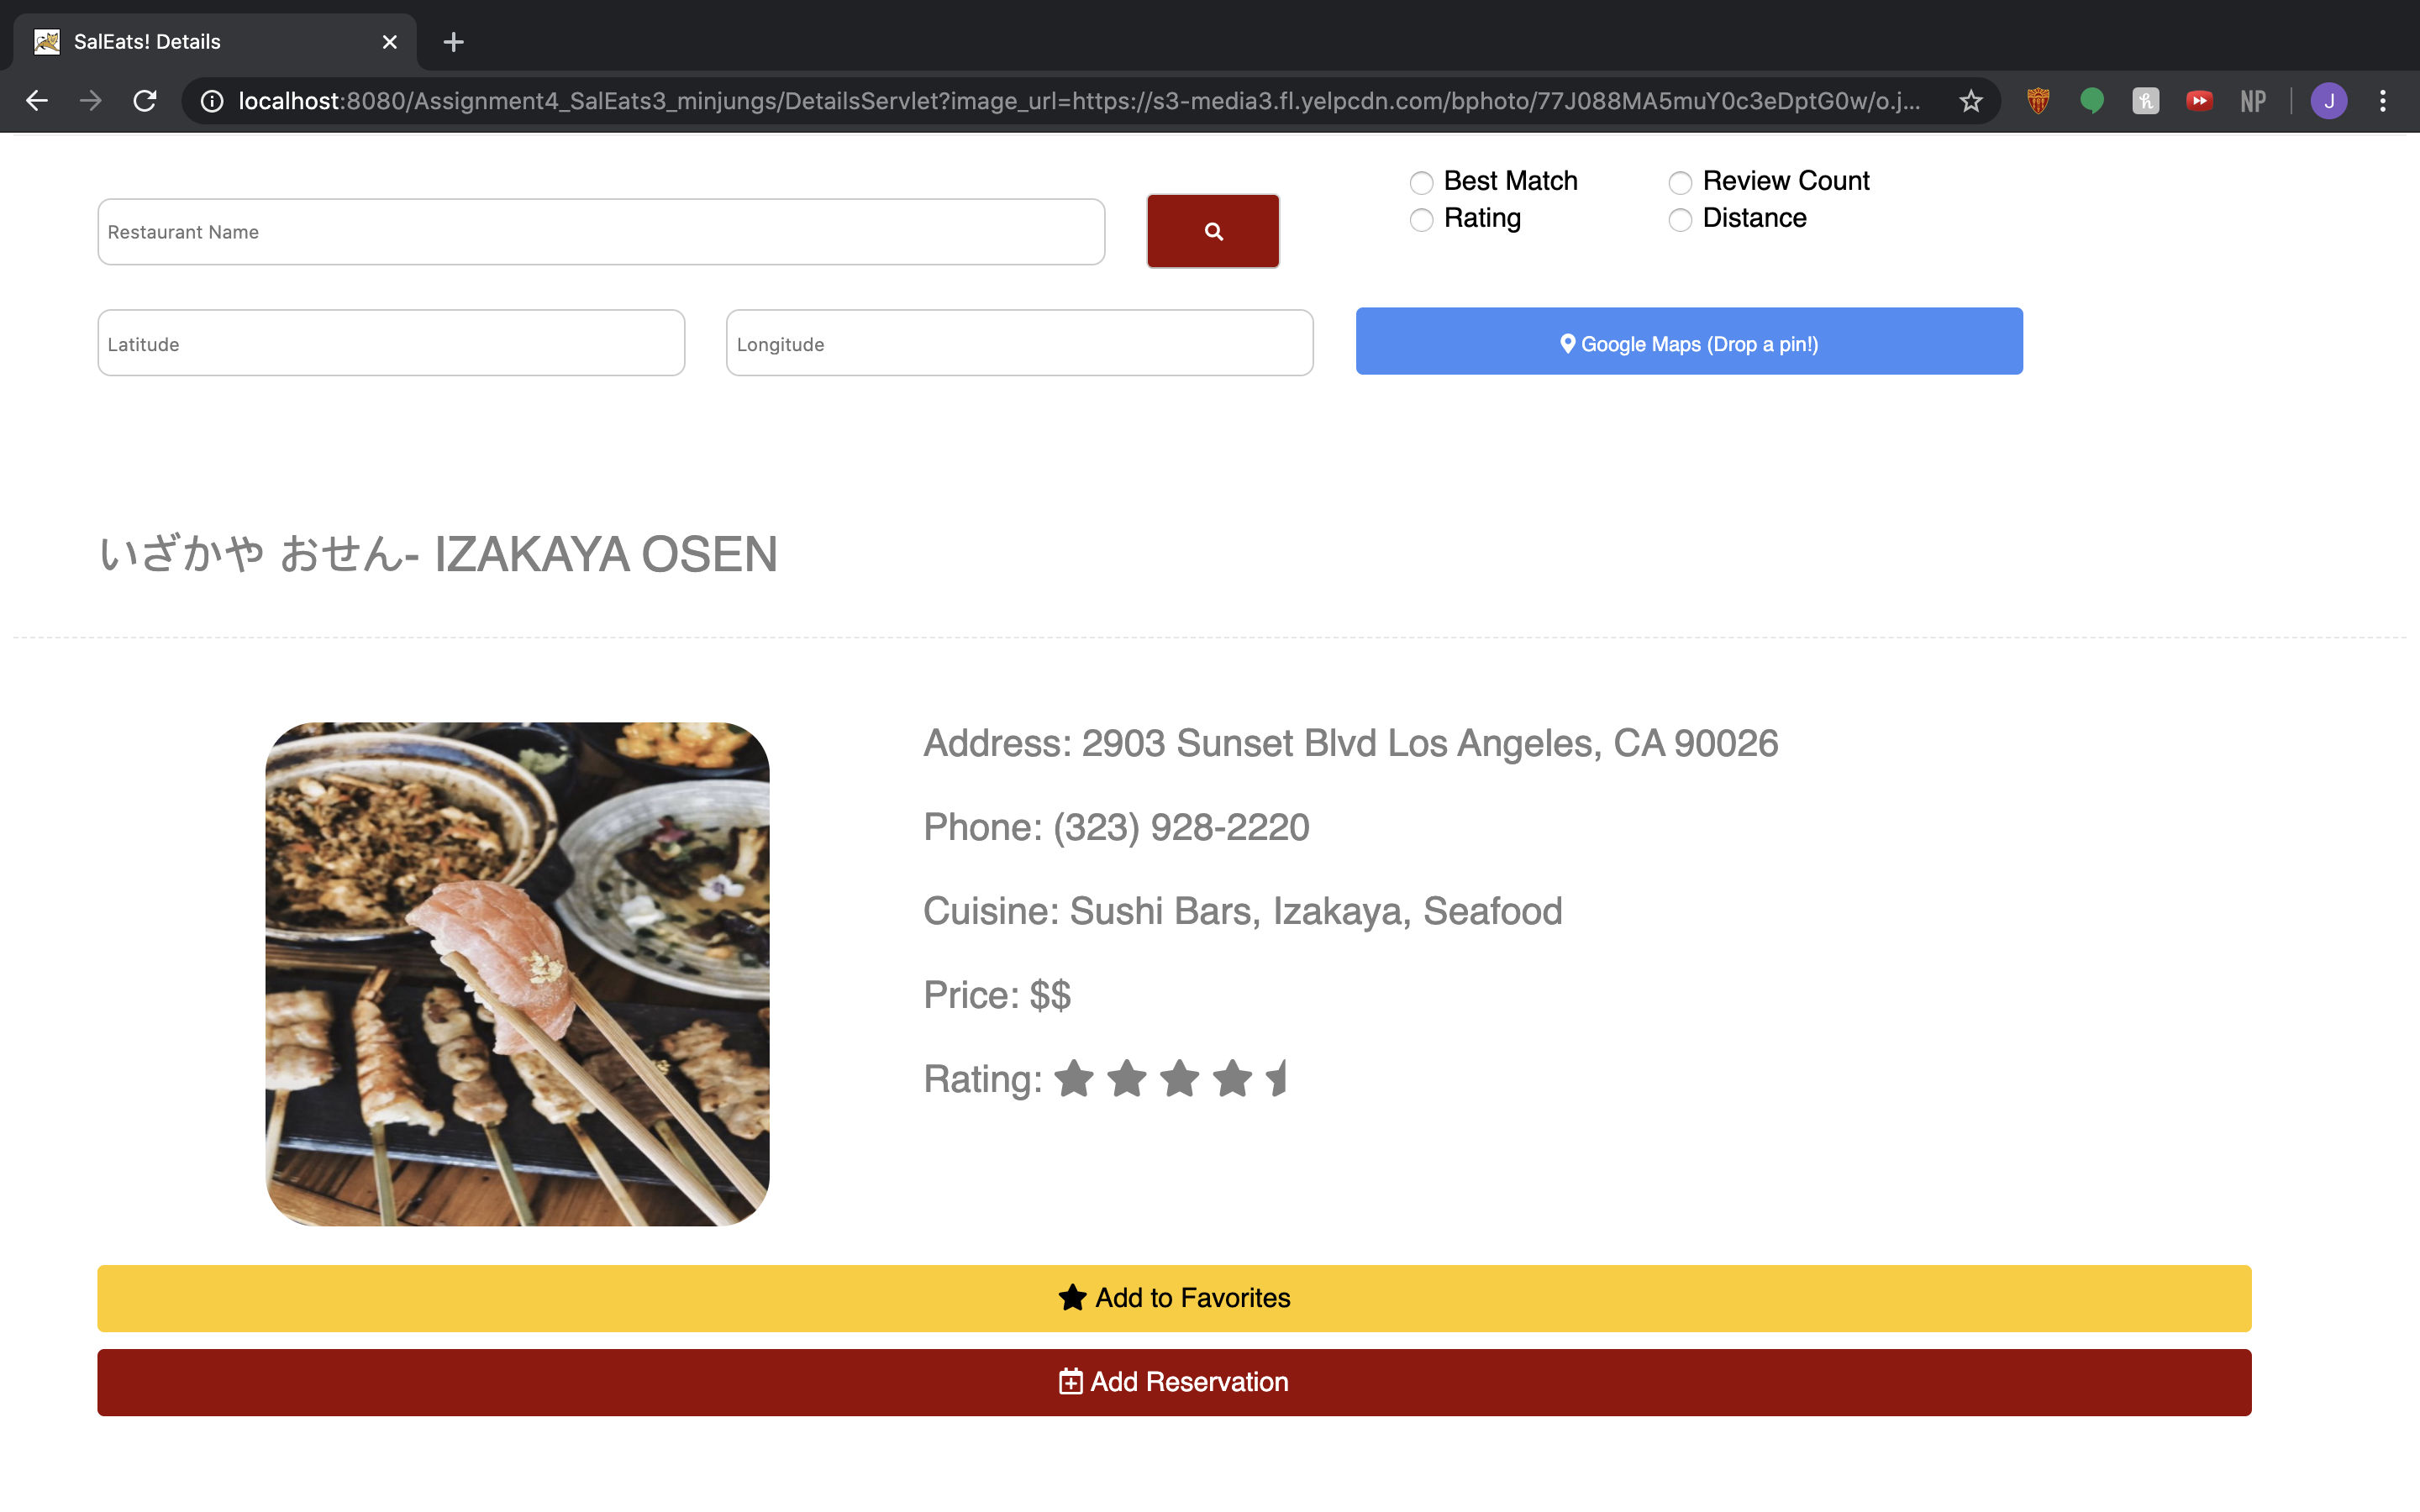 SalEats! Details
localhost:8080/Assignment4_SalEats3_minjungs/DetailsServlet?image_url=https://s3-media3.fl.yelpcdn.com/bphoto/77J088MA5muY0c3eDptG0w/o.j...
NP
J
Best Match
Review Count
Restaurant Name
Rating
Distance
Latitude
Longitude
Google Maps (Drop a pin!)
いざかや おせん- IZAKAYA OSEN
Address: 2903 Sunset Blvd Los Angeles, CA 90026
Phone: (323) 928-2220
Cuisine: Sushi Bars, Izakaya, Seafood
Price: $$
Rating:
Add to Favorites
Add Reservation